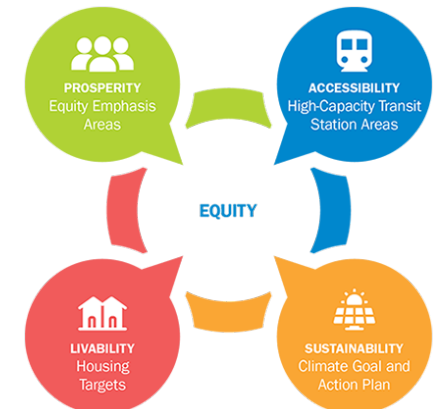 PROSPERITY
Equity Emphasis
Areas
ACCESSIBILITY
High-Capacity Transit
Station Areas
EQUITY
LIVABILITY
Housing
Targets
SUSTAINABILITY
Climate Goal and
Action Plan